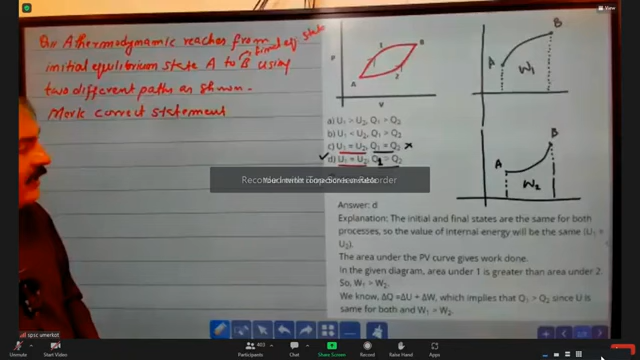 Qn A thermodynamic reaches from
initial equilibrium state A to B, final eq state
using
two different paths as shown.
Mark correct statement
P
V
A
B
1
2
A
B
W1
A
B
W2
a) U1 > U2, Q1 > Q2
b) U1 < U2, Q1 > Q2
c) U1 = U2, Q1 = Q2 ×
✓ d) U1 = U2, Q1 > Q2
Answer: d
Explanation: The initial and final states are the same for both
processes, so the value of internal energy will be the same (U1 =
U2).
The area under the PV curve gives work done.
In the given diagram, area under 1 is greater than area under 2.
So, W1 > W2.
We know, ΔQ =ΔU + ΔW, which implies that Q1 > Q2 since U is
same for both and W1 > W2.
Unmute
Start Video
403
Participants
Chat
Share Screen
Record
Raise Hand
Apps